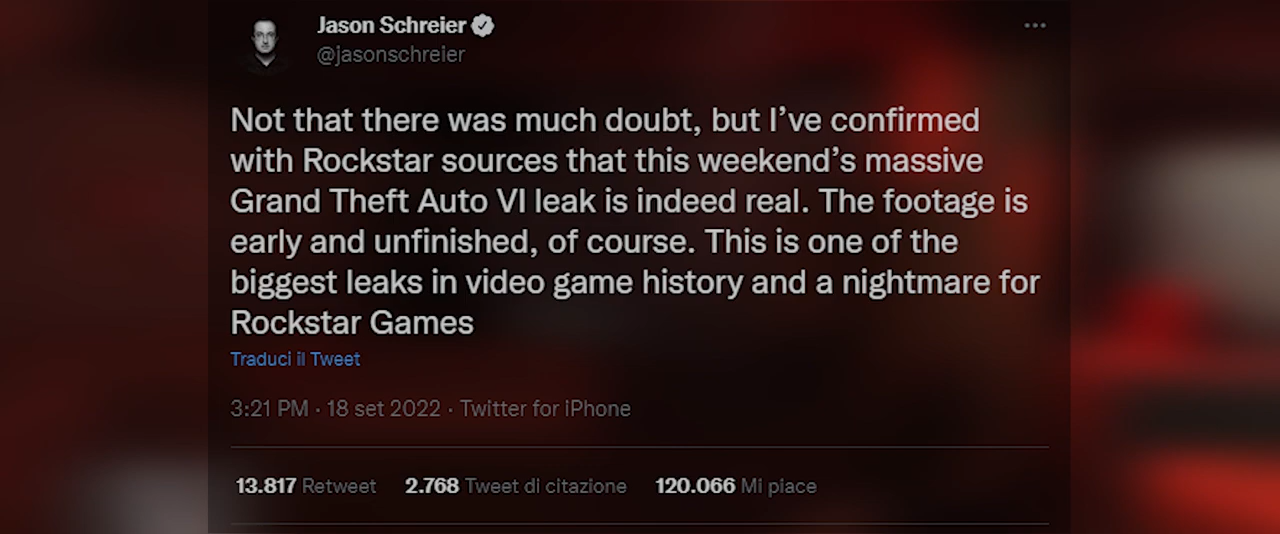 Jason Schreier
@jasonschreier
Not that there was much doubt, but I’ve confirmed
with Rockstar sources that this weekend’s massive
Grand Theft Auto VI leak is indeed real. The footage is
early and unfinished, of course. This is one of the
biggest leaks in video game history and a nightmare for
Rockstar Games
Traduci il Tweet
3:21 PM · 18 set 2022 · Twitter for iPhone
13.817 Retweet 2.768 Tweet di citazione 120.066 Mi piace